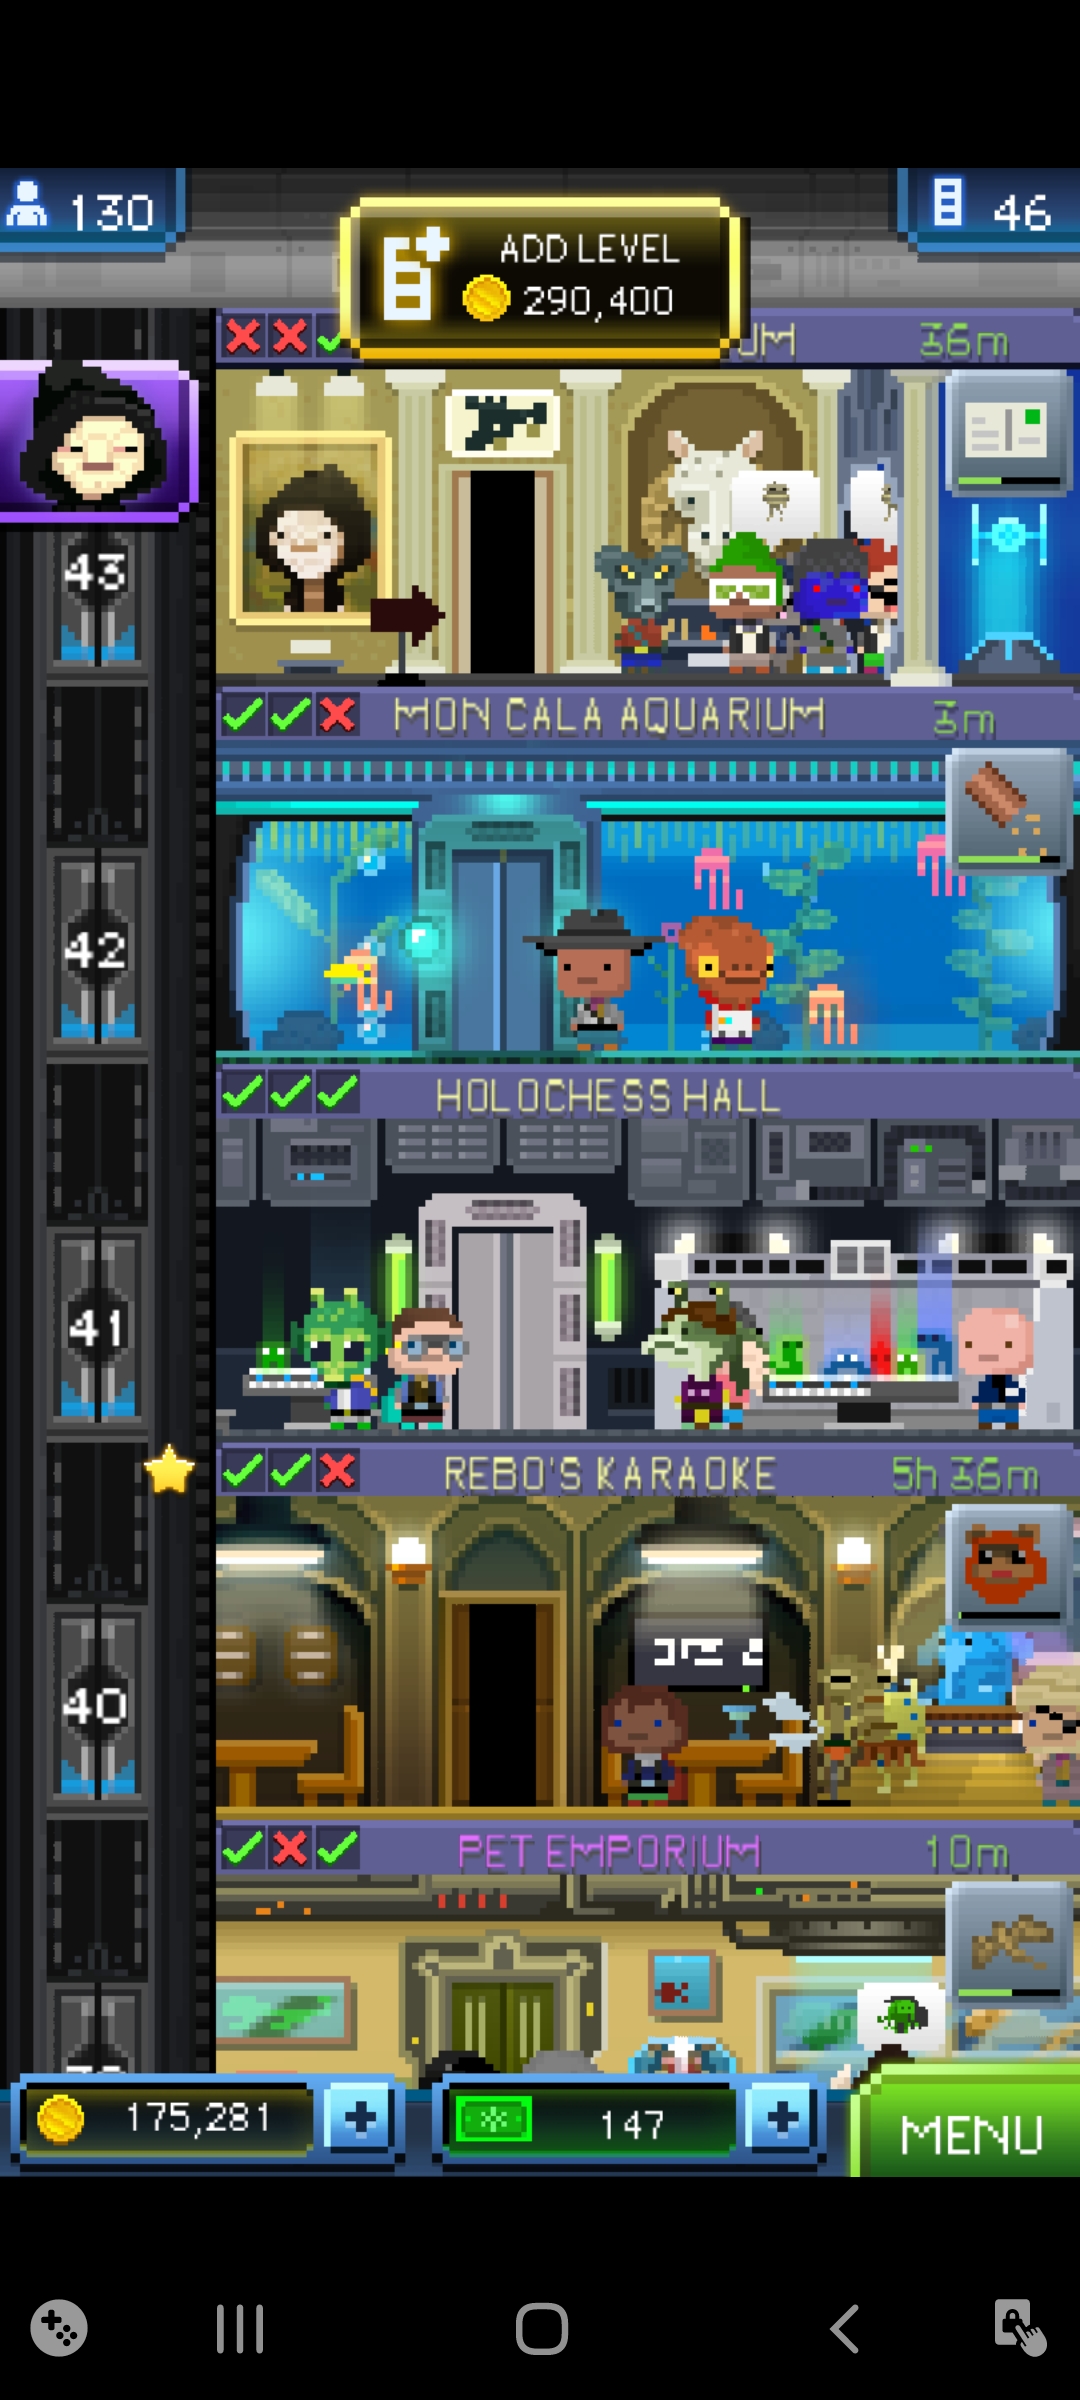 130
46
ADD LEVEL
290,400
UM
36m
43
MON CALA AQUARIUM
3m
42
HOLOCHESS HALL
41
REBO'S KARAOKE
5h 36m
40
PET EMPORIUM
10m
175,281
147
MENU